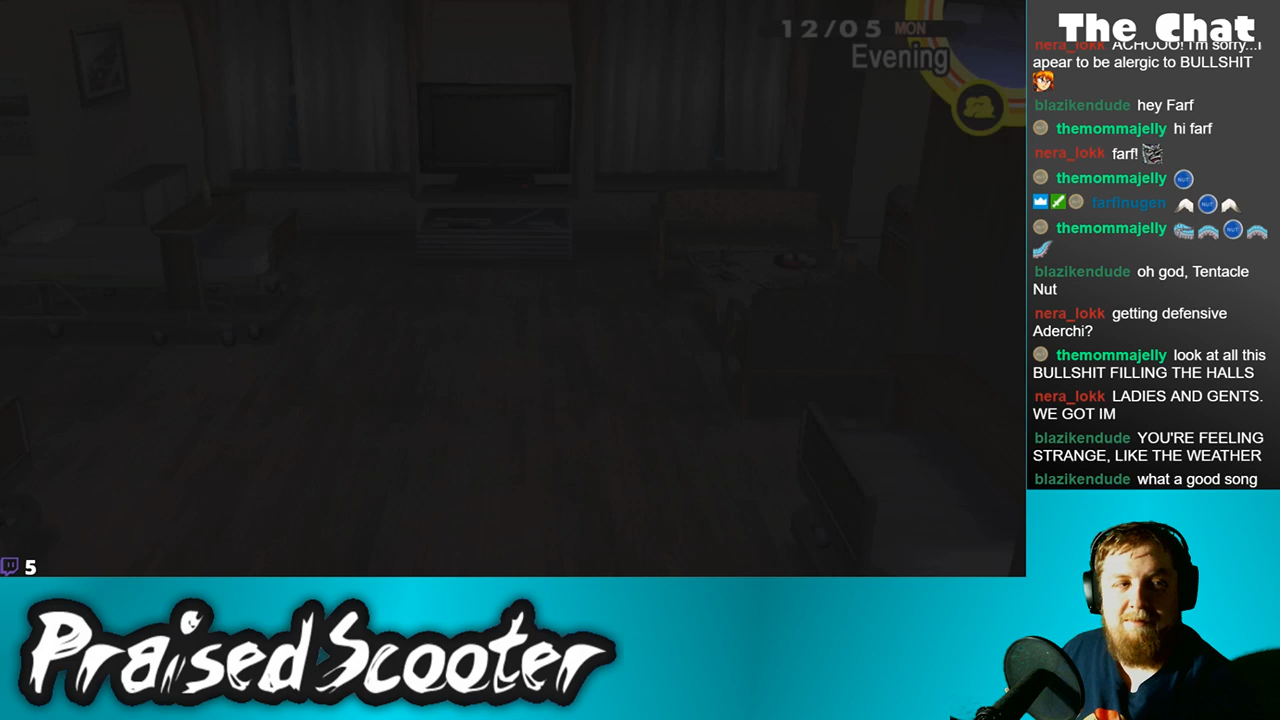 12/05 MON
Evening
The Chat
nera_lokk ACHOOO! I'm sorry...I
apear to be alergic to BULLSHIT
blazikendude hey Farf
themommajelly hi farf
nera_lokk farf!
themommajelly NUT
farfinugen NUT
themommajelly NUT
blazikendude oh god, Tentacle
Nut
nera_lokk getting defensive
Aderchi?
themommajelly look at all this
BULLSHIT FILLING THE HALLS
nera_lokk LADIES AND GENTS.
WE GOT IM
blazikendude YOU'RE FEELING
STRANGE, LIKE THE WEATHER
blazikendude what a good song
5
PraisedScooter